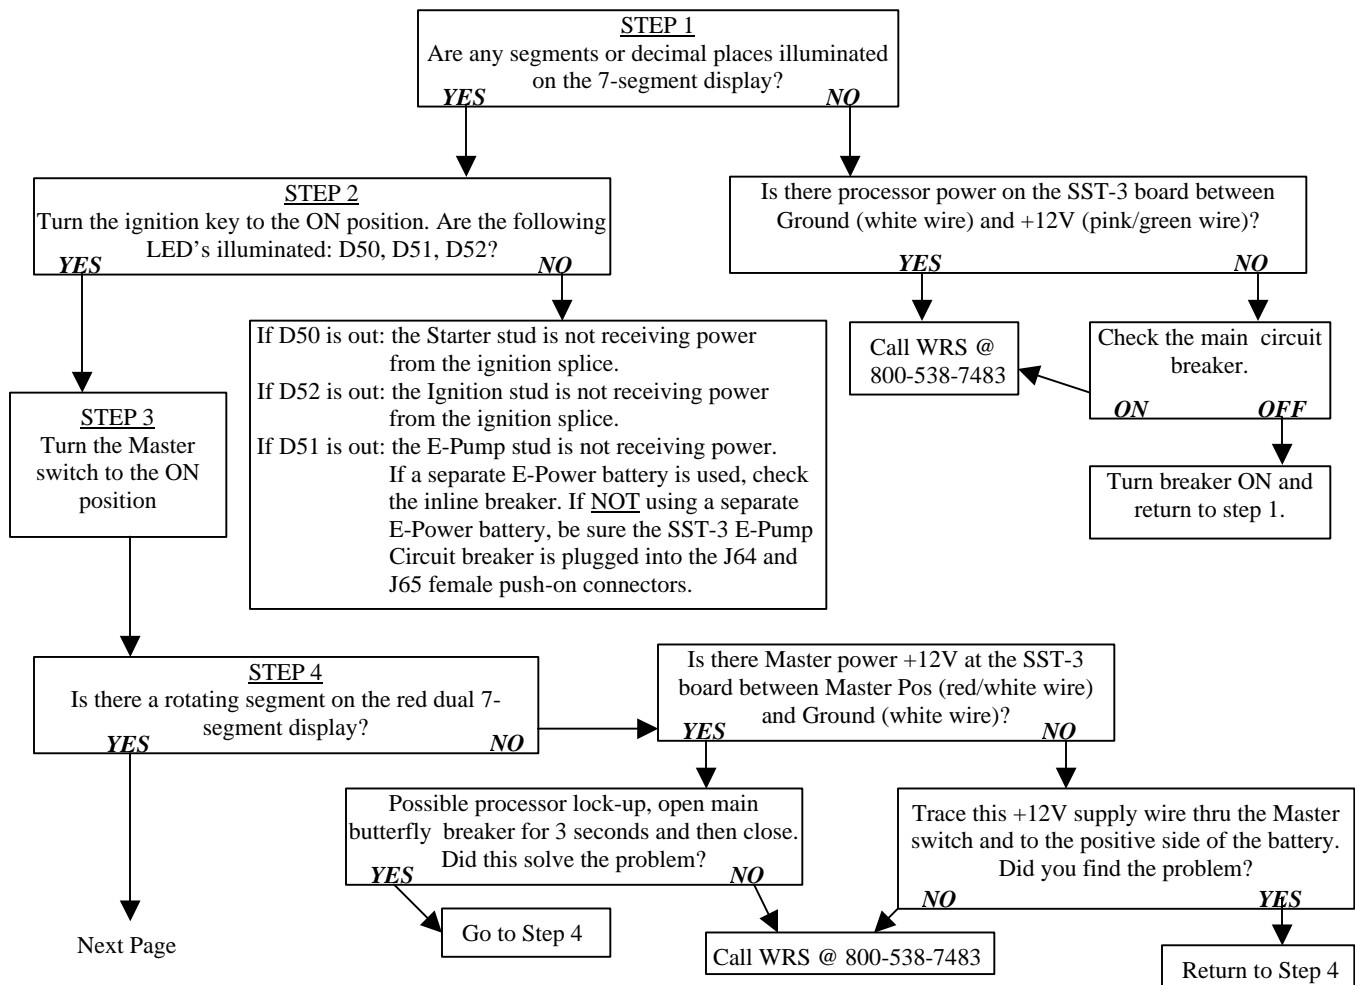 STEP 1
Are any segments or decimal places illuminated
on the 7-segment display?
YES
NO
STEP 2
Turn the ignition key to the ON position. Are the following
LED’s illuminated: D50, D51, D52?
YES
NO
Is there processor power on the SST-3 board between
Ground (white wire) and +12V (pink/green wire)?
YES
NO
If D50 is out: the Starter stud is not receiving power
from the ignition splice.
If D52 is out: the Ignition stud is not receiving power
from the ignition splice.
If D51 is out: the E-Pump stud is not receiving power.
If a separate E-Power battery is used, check
the inline breaker. If NOT using a separate
E-Power battery, be sure the SST-3 E-Pump
Circuit breaker is plugged into the J64 and
J65 female push-on connectors.
Call WRS @
800-538-7483
Check the main circuit
breaker.
ON
OFF
Turn breaker ON and
return to step 1.
STEP 3
Turn the Master
switch to the ON
position
STEP 4
Is there a rotating segment on the red dual 7-
segment display?
YES
NO
Is there Master power +12V at the SST-3
board between Master Pos (red/white wire)
and Ground (white wire)?
YES
NO
Possible processor lock-up, open main
butterfly breaker for 3 seconds and then close.
Did this solve the problem?
YES
NO
Trace this +12V supply wire thru the Master
switch and to the positive side of the battery.
Did you find the problem?
NO
YES
Next Page
Go to Step 4
Call WRS @ 800-538-7483
Return to Step 4